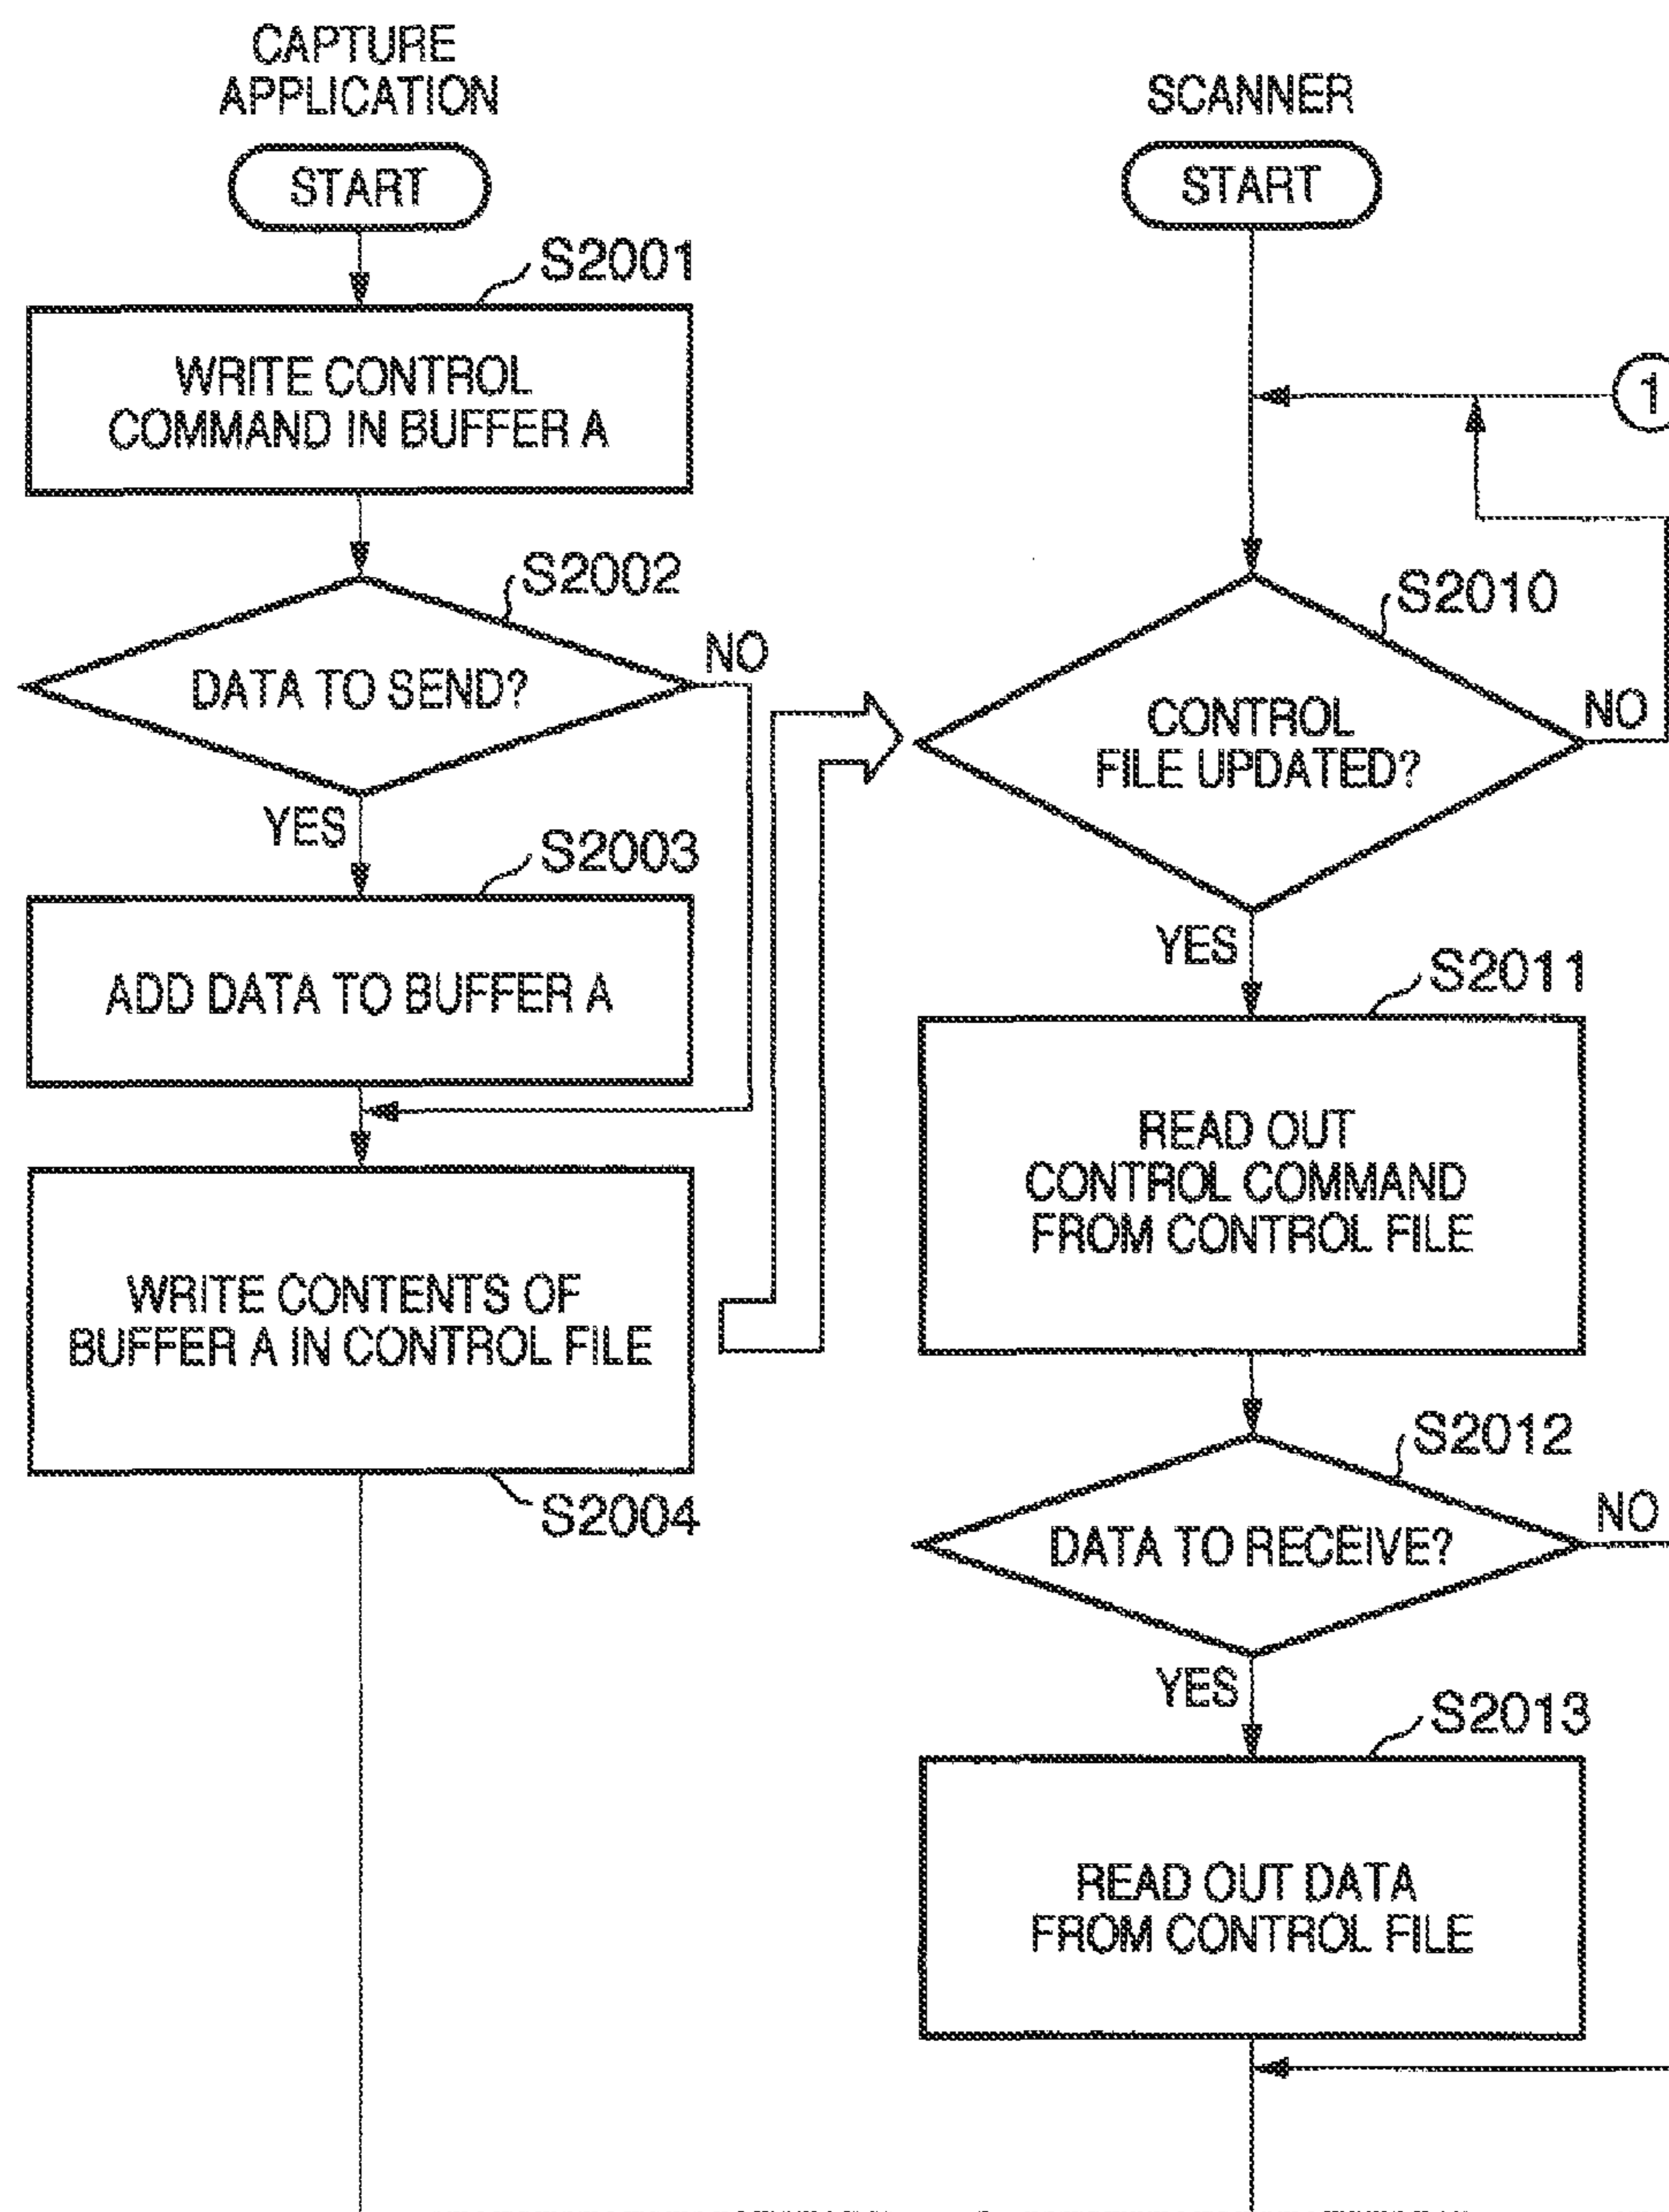 CAPTURE
APPLICATION
START
S2001
WRITE CONTROL
COMMAND IN BUFFER A
S2002
DATA TO SEND?
NO
YES
S2003
ADD DATA TO BUFFER A
WRITE CONTENTS OF
BUFFER A IN CONTROL FILE
S2004
SCANNER
START
1
S2010
CONTROL
FILE UPDATED?
NO
YES
S2011
READ OUT
CONTROL COMMAND
FROM CONTROL FILE
S2012
DATA TO RECEIVE?
NO
YES
S2013
READ OUT DATA
FROM CONTROL FILE